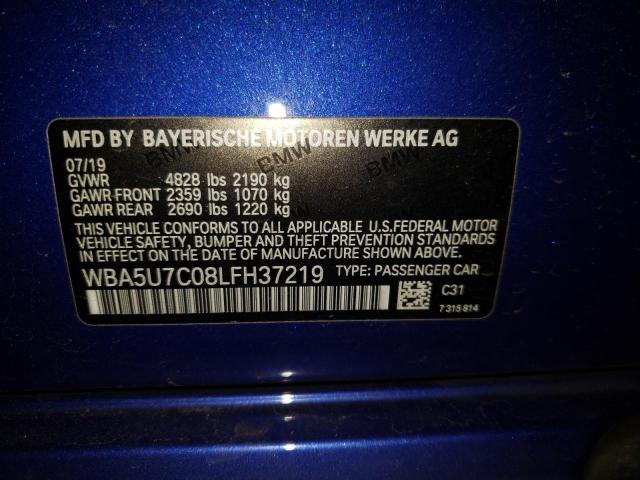 MFD BY BAYERISCHE MOTOREN WERKE AG
07/19
GVWR 4828 lbs 2190 kg
GAWR FRONT 2359 lbs 1070 kg
GAWR REAR 2690 lbs 1220 kg
THIS VEHICLE CONFORMS TO ALL APPLICABLE U.S.FEDERAL MOTOR
VEHICLE SAFETY, BUMPER AND THEFT PREVENTION STANDARDS
IN EFFECT ON THE DATE OF MANUFACTURE SHOWN ABOVE.
WBA5U7C08LFH37219 TYPE: PASSENGER CAR
C31
7 315 814
BMW
BMW